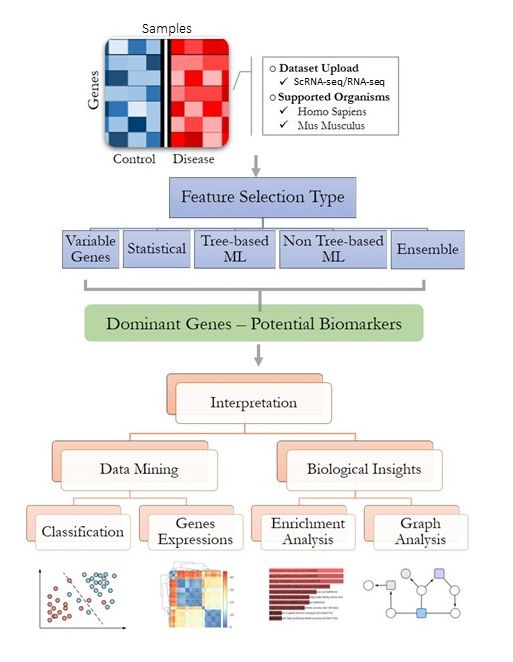 Samples
Genes
Control
Disease
Dataset Upload
ScRNA-seq/RNA-seq
Supported Organisms
Homo Sapiens
Mus Musculus
Feature Selection Type
Variable
Genes
Statistical
Tree-based
ML
Non Tree-based
ML
Ensemble
Dominant Genes – Potential Biomarkers
Interpretation
Data Mining
Biological Insights
Classification
Genes
Expressions
Enrichment
Analysis
Graph
Analysis